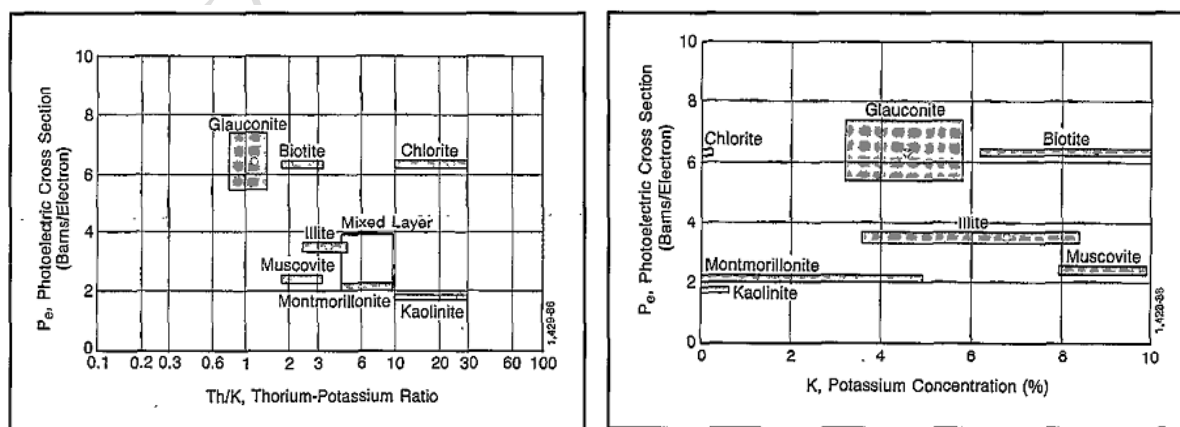 Pe, Photoelectric Cross Section
(Barns/Electron)
10
8
6
4
2
0
Glauconite
Biotite
Chlorite
Mixed Layer
Illite
Muscovite
Montmorillonite
Kaolinite
0.1 0.2 0.3 0.6 1 2 3 6 10 20 30 60 100
Th/K, Thorium-Potassium Ratio
1,429-86
Pe, Photoelectric Cross Section
(Barns/Electron)
10
8
6
4
2
0
Glauconite
Chlorite
Biotite
Illite
Muscovite
Montmorillonite
Kaolinite
0 2 4 6 8 10
K, Potassium Concentration (%)